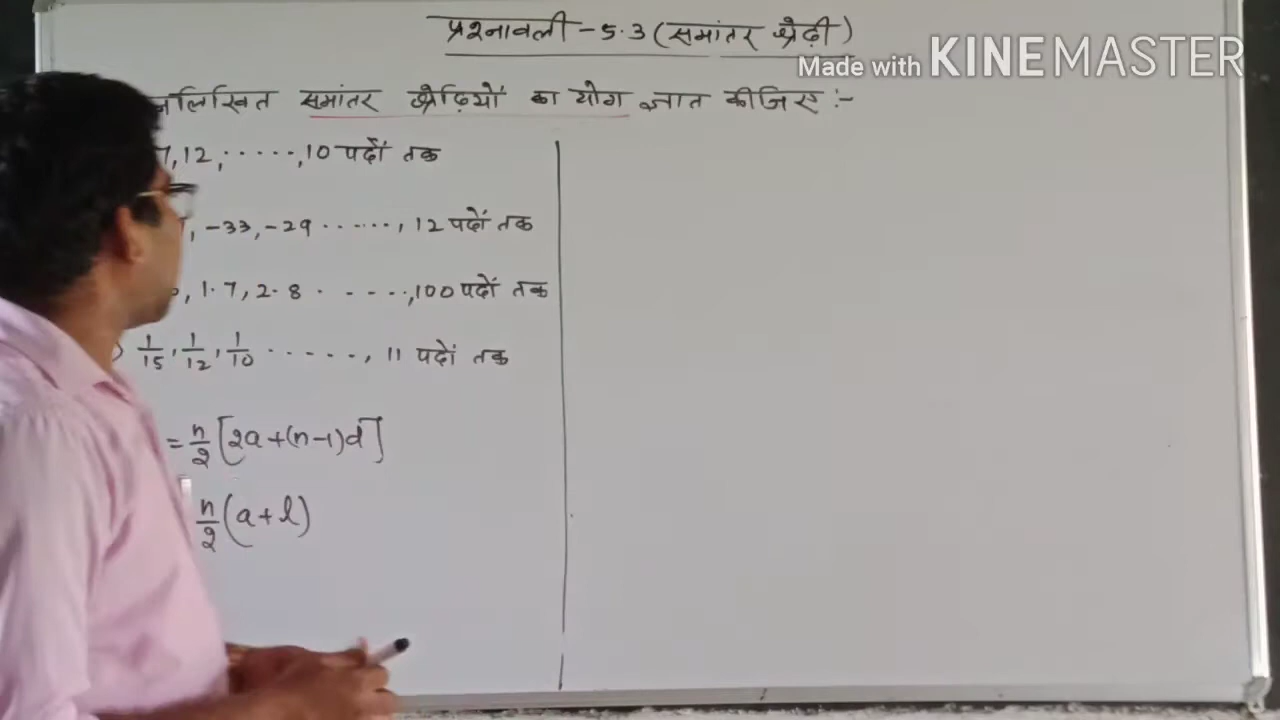 प्रश्नावली - 5.3 (समांतर श्रेढ़ी)
Made with KINEMASTER
लिखित समांतर श्रेढ़ियों का योग ज्ञात कीजिए :-
7, 12, ......, 10 पदों तक
, -33, -29 ......, 12 पदों तक
, 1.7, 2.8 ......, 100 पदों तक
) 1/15, 1/12, 1/10 ......, 11 पदों तक
= n/2 [2a+(n-1)d]
n/2 (a+l)